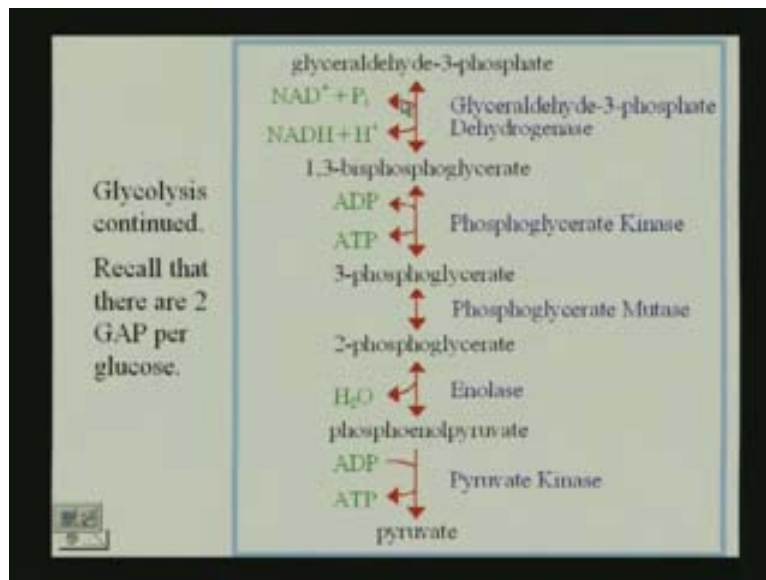 glyceraldehyde-3-phosphate
NAD⁺ + Pᵢ
Glyceraldehyde-3-phosphate
Dehydrogenase
NADH + H⁺
1,3-bisphosphoglycerate
Glycolysis
continued.
Recall that
there are 2
GAP per
glucose.
ADP
Phosphoglycerate Kinase
ATP
3-phosphoglycerate
Phosphoglycerate Mutase
2-phosphoglycerate
Enolase
H₂O
phosphoenolpyruvate
ADP
Pyruvate Kinase
ATP
pyruvate